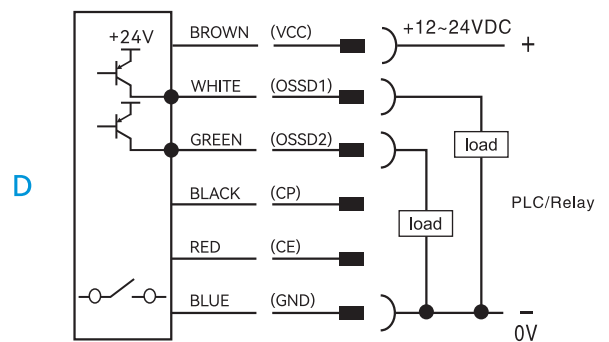 +24V BROWN (VCC) +12~24VDC +
WHITE (OSSD1)
load
GREEN (OSSD2)
D
BLACK (CP) PLC/Relay
load
RED (CE)
BLUE (GND) −
0V